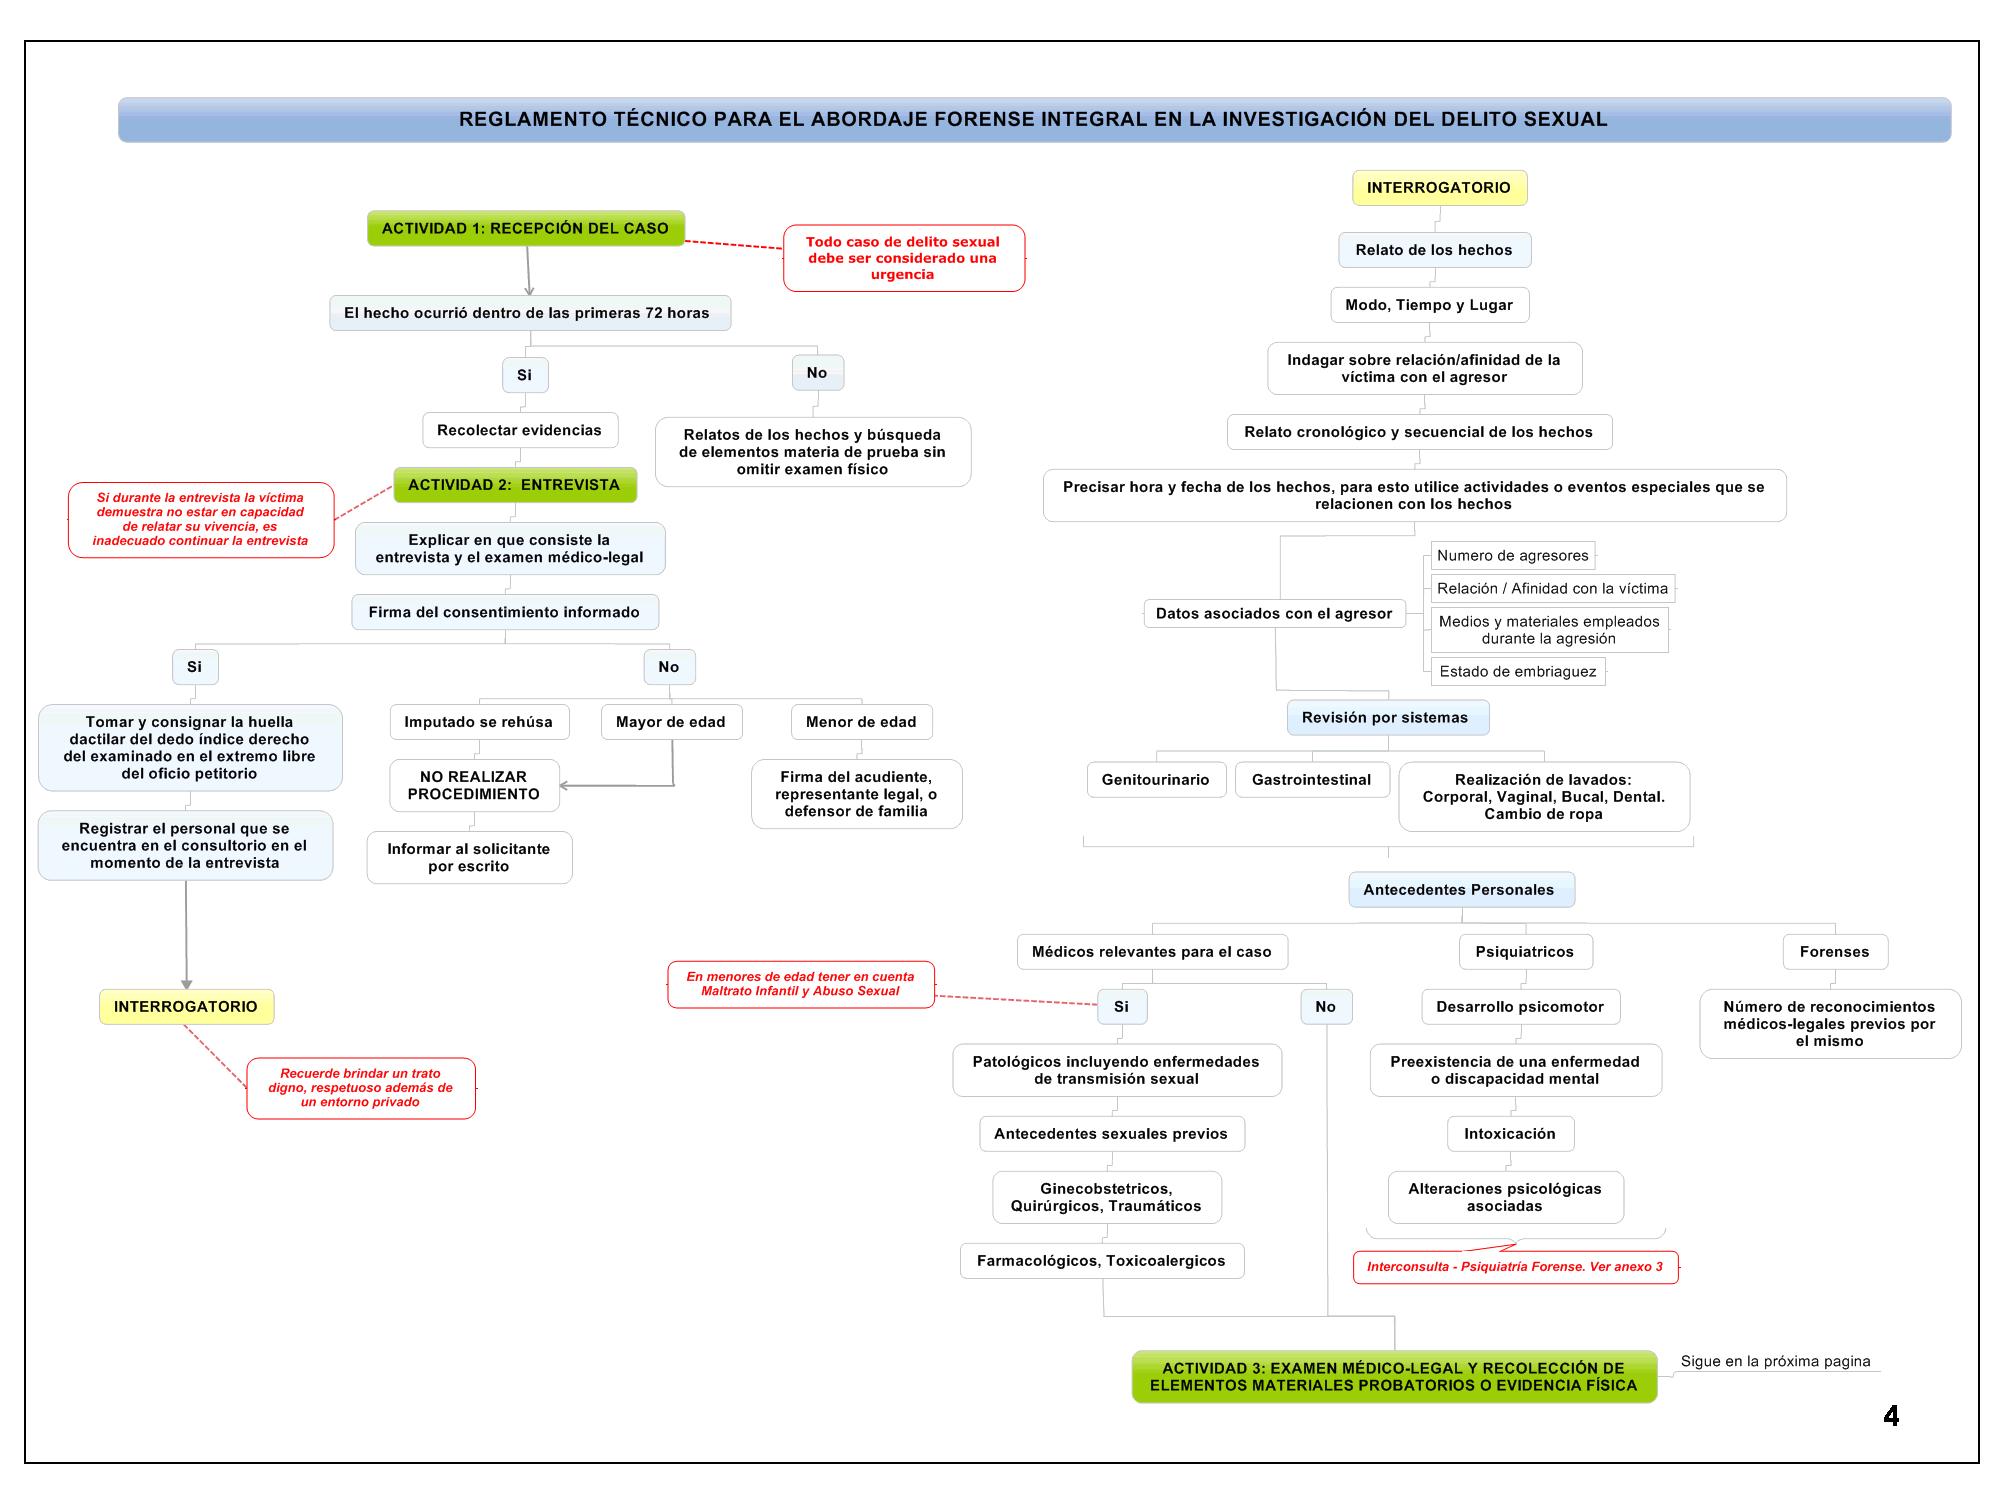 REGLAMENTO TÉCNICO PARA EL ABORDAJE FORENSE INTEGRAL EN LA INVESTIGACIÓN DEL DELITO SEXUAL
ACTIVIDAD 1: RECEPCIÓN DEL CASO
Todo caso de delito sexual
debe ser considerado una
urgencia
El hecho ocurrió dentro de las primeras 72 horas
Si
No
Recolectar evidencias
Relatos de los hechos y búsqueda
de elementos materia de prueba sin
omitir examen físico
ACTIVIDAD 2: ENTREVISTA
Si durante la entrevista la víctima
demuestra no estar en capacidad
de relatar su vivencia, es
inadecuado continuar la entrevista
Explicar en que consiste la
entrevista y el examen médico-legal
Firma del consentimiento informado
Si
No
Tomar y consignar la huella
dactilar del dedo índice derecho
del examinado en el extremo libre
del oficio petitorio
Imputado se rehúsa
Mayor de edad
Menor de edad
NO REALIZAR
PROCEDIMIENTO
Firma del acudiente,
representante legal, o
defensor de familia
Registrar el personal que se
encuentra en el consultorio en el
momento de la entrevista
Informar al solicitante
por escrito
INTERROGATORIO
Recuerde brindar un trato
digno, respetuoso además de
un entorno privado
INTERROGATORIO
Relato de los hechos
Modo, Tiempo y Lugar
Indagar sobre relación/afinidad de la
víctima con el agresor
Relato cronológico y secuencial de los hechos
Precisar hora y fecha de los hechos, para esto utilice actividades o eventos especiales que se
relacionen con los hechos
Datos asociados con el agresor
Numero de agresores
Relación / Afinidad con la víctima
Medios y materiales empleados
durante la agresión
Estado de embriaguez
Revisión por sistemas
Genitourinario
Gastrointestinal
Realización de lavados:
Corporal, Vaginal, Bucal, Dental.
Cambio de ropa
Antecedentes Personales
Médicos relevantes para el caso
Psiquiatricos
Forenses
En menores de edad tener en cuenta
Maltrato Infantil y Abuso Sexual
Si
No
Desarrollo psicomotor
Número de reconocimientos
médicos-legales previos por
el mismo
Patológicos incluyendo enfermedades
de transmisión sexual
Preexistencia de una enfermedad
o discapacidad mental
Antecedentes sexuales previos
Intoxicación
Ginecobstetricos,
Quirúrgicos, Traumáticos
Alteraciones psicológicas
asociadas
Farmacológicos, Toxicoalergicos
Interconsulta - Psiquiatría Forense. Ver anexo 3
ACTIVIDAD 3: EXAMEN MÉDICO-LEGAL Y RECOLECCIÓN DE
ELEMENTOS MATERIALES PROBATORIOS O EVIDENCIA FÍSICA
Sigue en la próxima pagina
4